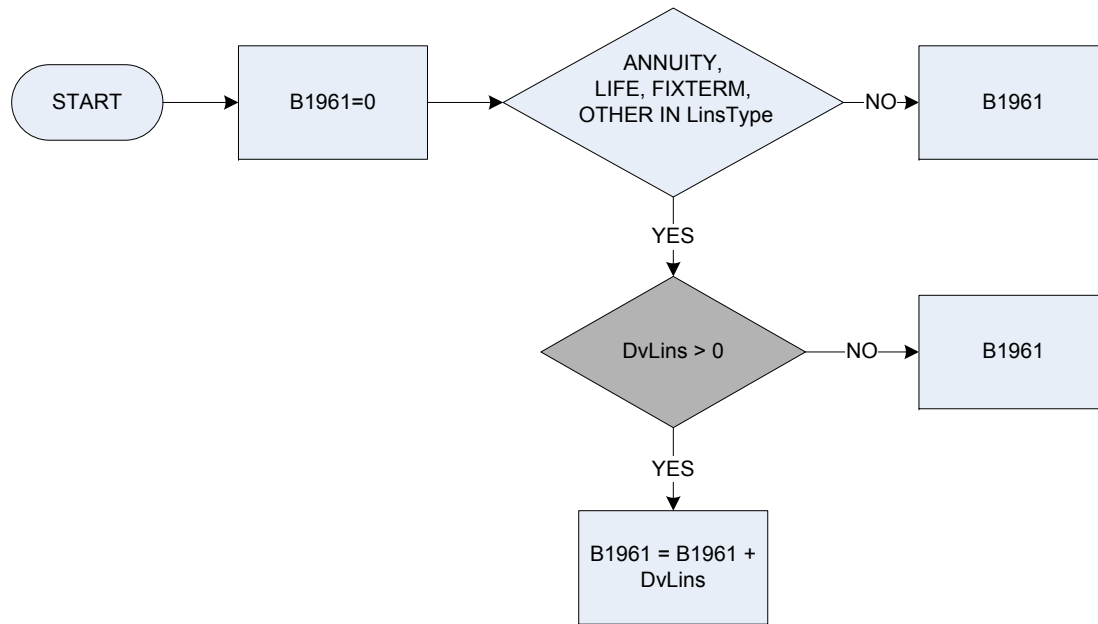 START
B1961=0
ANNUITY,
LIFE, FIXTERM,
OTHER IN LinsType
NO
B1961
YES
DvLins > 0
NO
B1961
YES
B1961 = B1961 +
DvLins